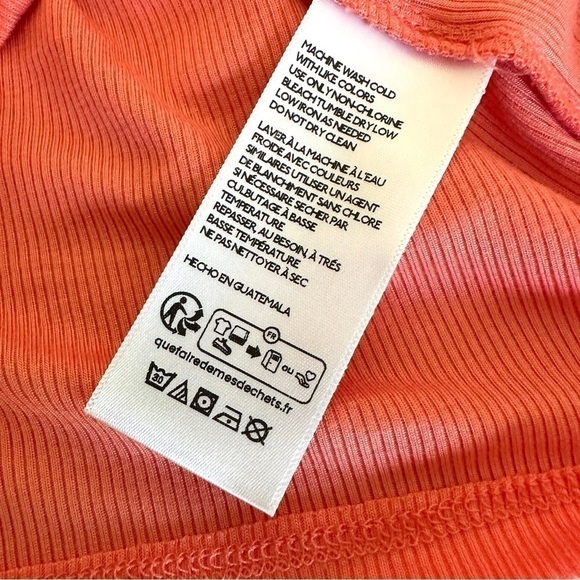 MACHINE WASH COLD
WITH LIKE COLORS
USE ONLY NON-CHLORINE
BLEACH TUMBLE DRY LOW
LOW IRON AS NEEDED
DO NOT DRY CLEAN
LAVER À LA MACHINE À L'EAU
FROIDE AVEC COULEURS
SIMILAIRES UTILISER UN AGENT
DE BLANCHIMENT SANS CHLORE
SI NÉCESSAIRE SECHER PAR
CULBUTAGE À BASSE
TEMPÉRATURE
REPASSER, AU BESOIN, À TRÉS
BASSE TEMPÉRATURE
NE PAS NETTOYER À SEC
HECHO EN GUATEMALA
FR
OU
quefairedemesdechets.fr
30